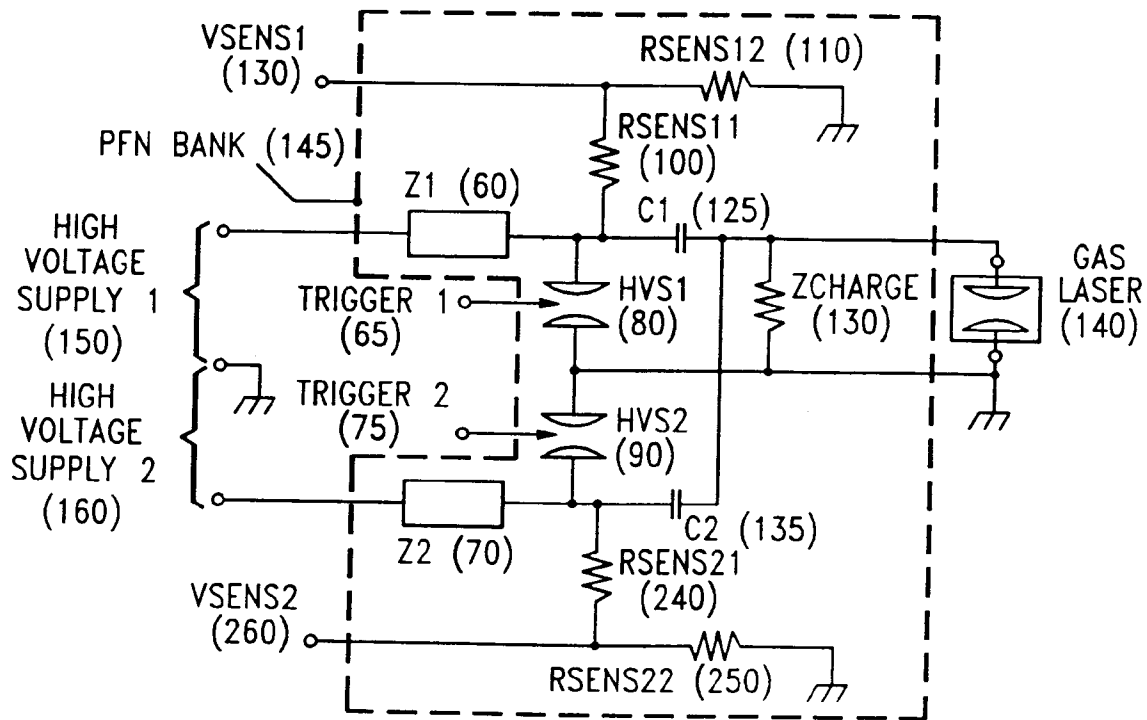 VSENS1
(130)
RSENS12 (110)
PFN BANK (145)
RSENS11
(100)
Z1 (60)
C1 (125)
HIGH
VOLTAGE
SUPPLY 1
(150)
TRIGGER 1
(65)
HVS1
(80)
ZCHARGE
(130)
GAS
LASER
(140)
HIGH
VOLTAGE
SUPPLY 2
(160)
TRIGGER 2
(75)
HVS2
(90)
Z2 (70)
C2 (135)
RSENS21
(240)
VSENS2
(260)
RSENS22 (250)